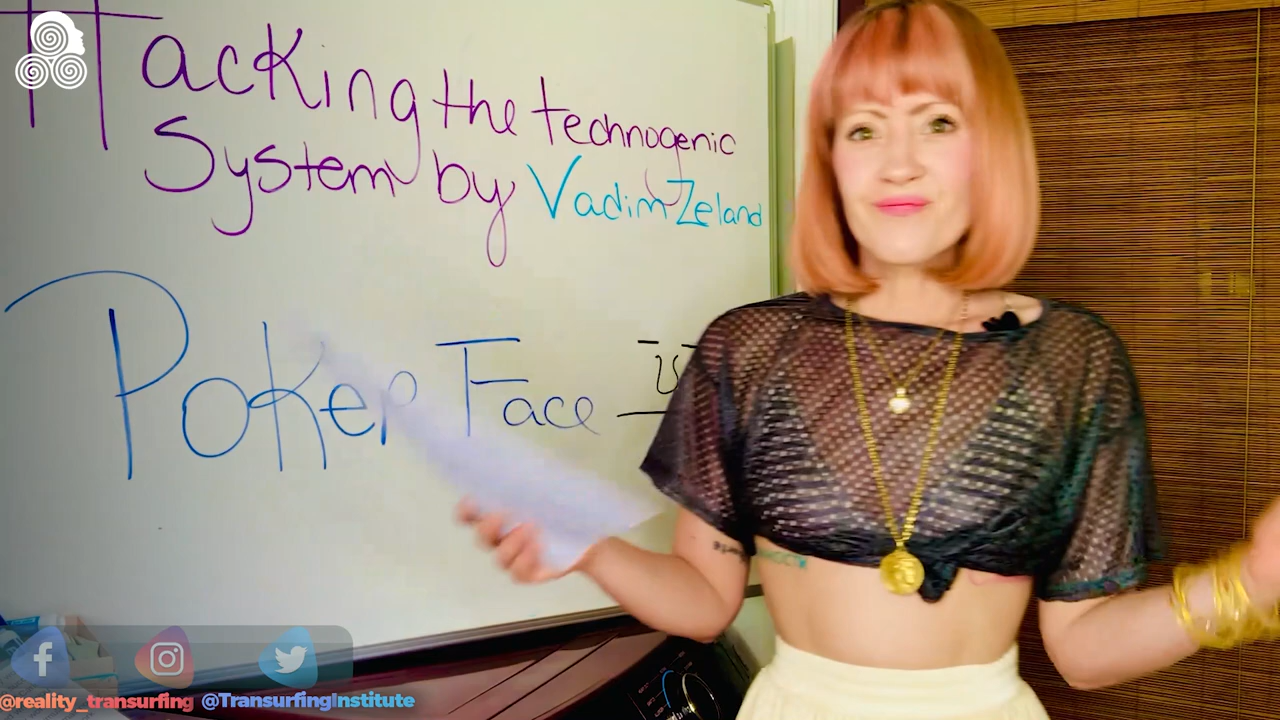 Hacking the technogenic
System by Vadim Zeland
Poker Face
@reality_transurfing @TransurfingInstitute